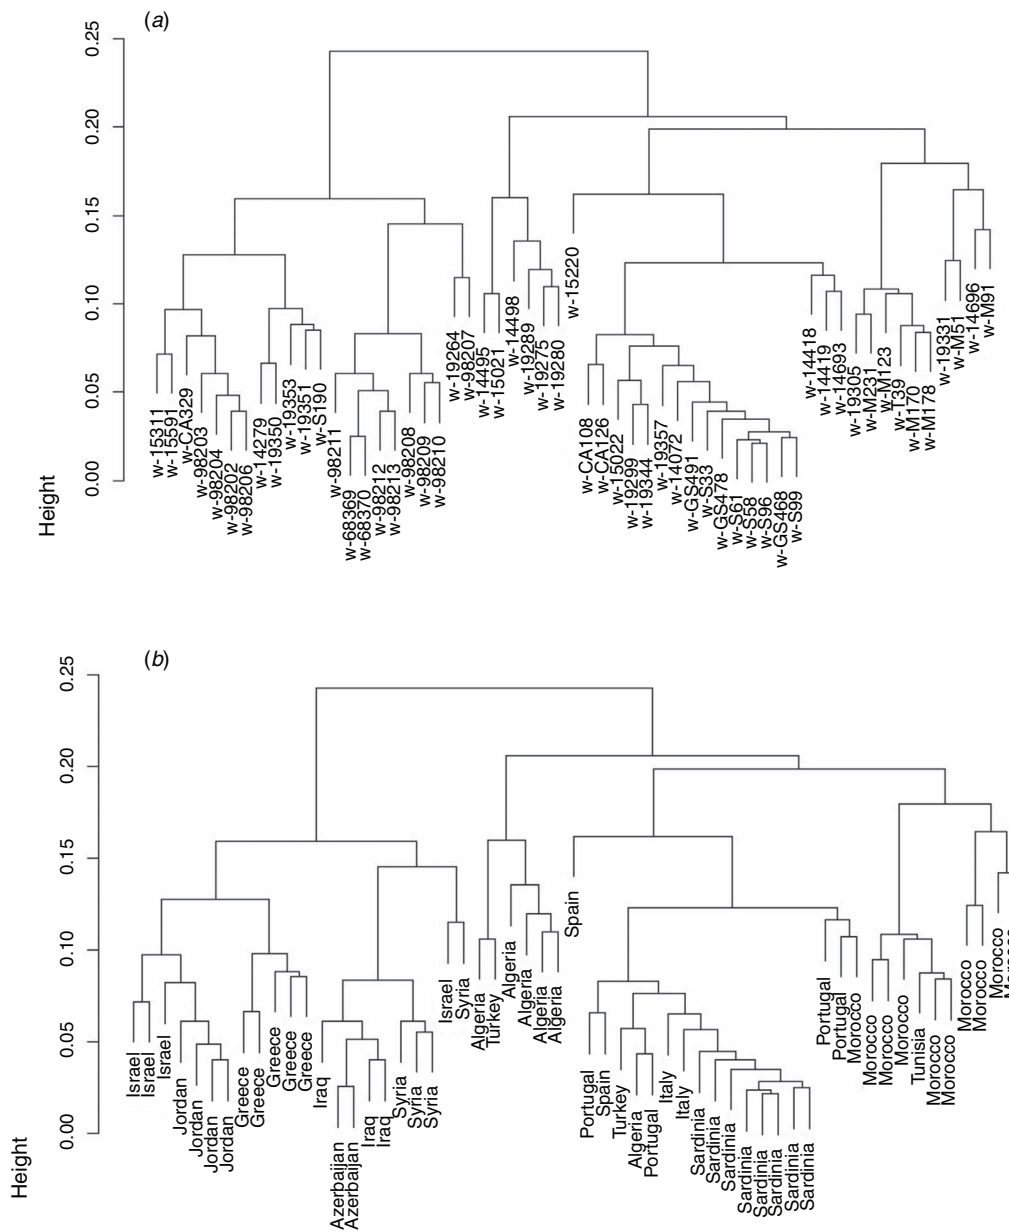 (a)
0.25
0.20
0.15
0.10
0.05
0.00
Height
w-15311
w-15591
w-CA329
w-98203
w-98204
w-98202
w-98206
w-14279
w-19350
w-19353
w-19351
w-S190
w-98211
w-68369
w-68370
w-98212
w-98213
w-98208
w-98209
w-98210
w-19264
w-98207
w-14495
w-15021
w-14498
w-19289
w-19275
w-19280
w-15220
w-CA108
w-CA126
w-15022
w-19299
w-19344
w-19357
w-14072
w-GS491
w-S33
w-GS478
w-S61
w-S58
w-S96
w-GS468
w-S99
w-14418
w-14419
w-14693
w-19305
w-M231
w-M123
w-T39
w-M170
w-M178
w-19331
w-M51
w-14696
w-M91
(b)
0.25
0.20
0.15
0.10
0.05
0.00
Height
Israel
Israel
Israel
Jordan
Jordan
Jordan
Jordan
Greece
Greece
Greece
Greece
Greece
Iraq
Azerbaijan
Azerbaijan
Iraq
Iraq
Syria
Syria
Syria
Israel
Syria
Algeria
Turkey
Algeria
Algeria
Algeria
Algeria
Spain
Portugal
Spain
Turkey
Algeria
Portugal
Italy
Italy
Sardinia
Sardinia
Sardinia
Sardinia
Sardinia
Sardinia
Sardinia
Sardinia
Portugal
Portugal
Morocco
Morocco
Morocco
Morocco
Tunisia
Morocco
Morocco
Morocco
Morocco
Morocco